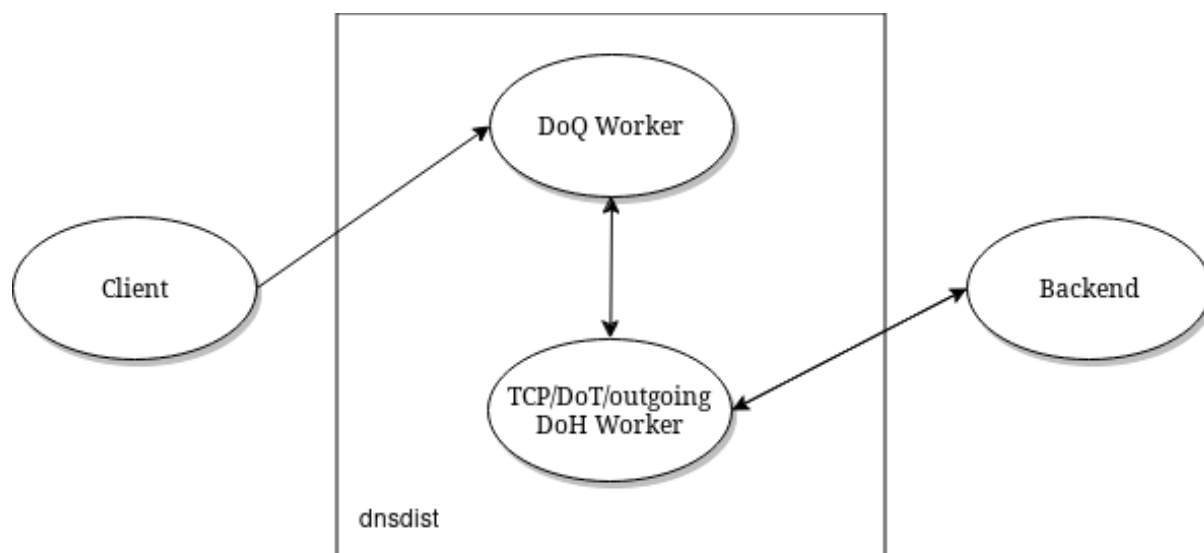 DoQ Worker
Client
Backend
TCP/DoT/outgoing
DoH Worker
dnsdist